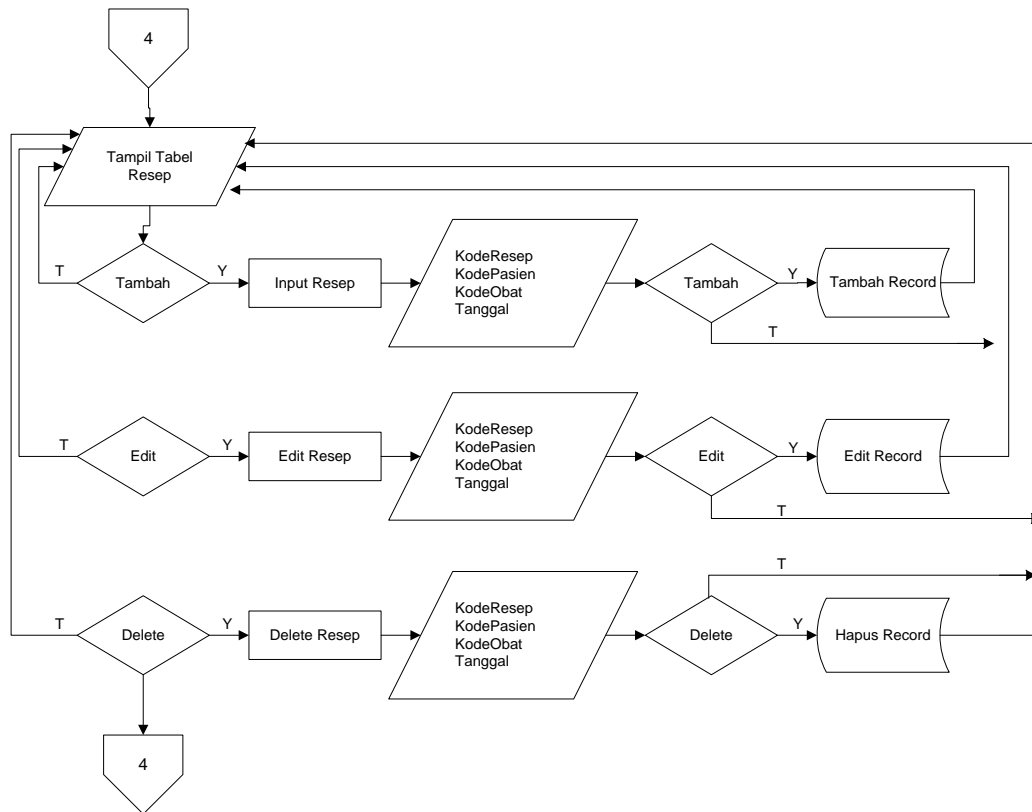 4
Tampil Tabel
Resep
T
Tambah
Y
Input Resep
KodeResep
KodePasien
KodeObat
Tanggal
Tambah
Y
Tambah Record
T
T
Edit
Y
Edit Resep
KodeResep
KodePasien
KodeObat
Tanggal
Edit
Y
Edit Record
T
T
Delete
Y
Delete Resep
KodeResep
KodePasien
KodeObat
Tanggal
T
Delete
Y
Hapus Record
4